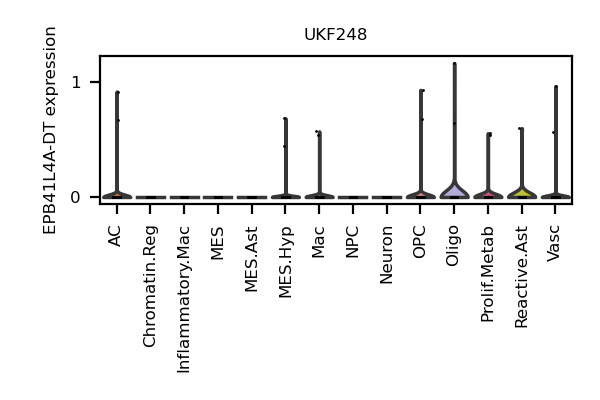 UKF248
EPB41L4A-DT expression
1
0
AC
Chromatin.Reg
Inflammatory.Mac
MES
MES.Ast
MES.Hyp
Mac
NPC
Neuron
OPC
Oligo
Prolif.Metab
Reactive.Ast
Vasc